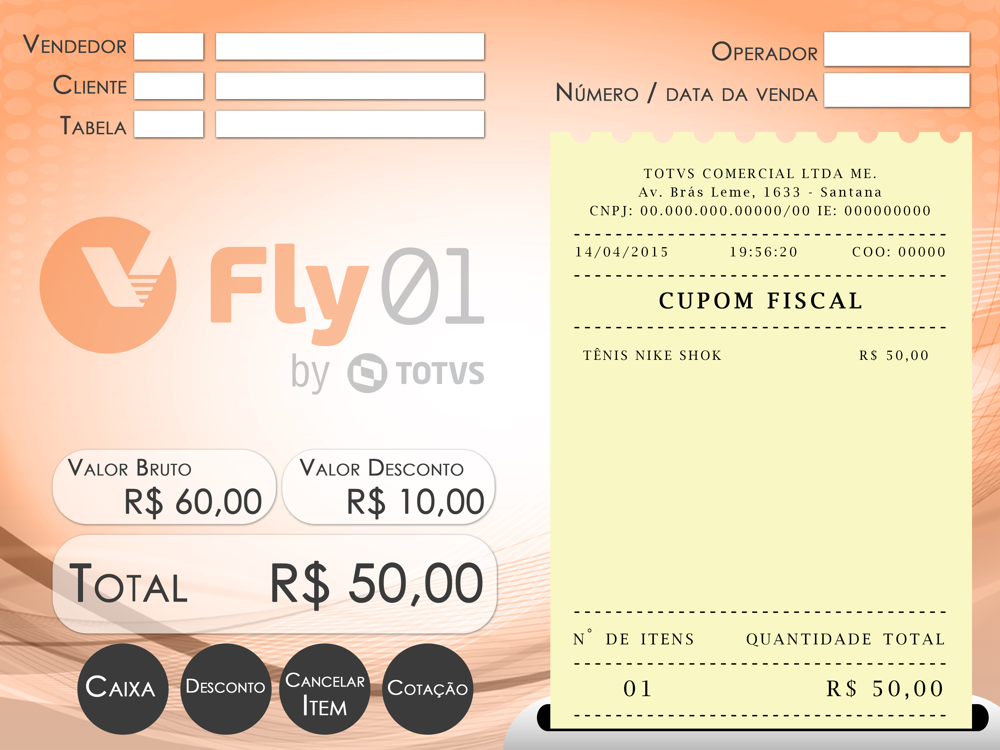 VENDEDOR
CLIENTE
TABELA
OPERADOR
NÚMERO / DATA DA VENDA
Fly01
by TOTVS
VALOR BRUTO
R$ 60,00
VALOR DESCONTO
R$ 10,00
TOTAL R$ 50,00
CAIXA
DESCONTO
CANCELAR
ITEM
COTAÇÃO
TOTVS COMERCIAL LTDA ME.
Av. Brás Leme, 1633 - Santana
CNPJ: 00.000.000.00000/00 IE: 000000000
14/04/2015 19:56:20 COO: 00000
CUPOM FISCAL
TÊNIS NIKE SHOK R$ 50,00
N° DE ITENS QUANTIDADE TOTAL
01 R$ 50,00